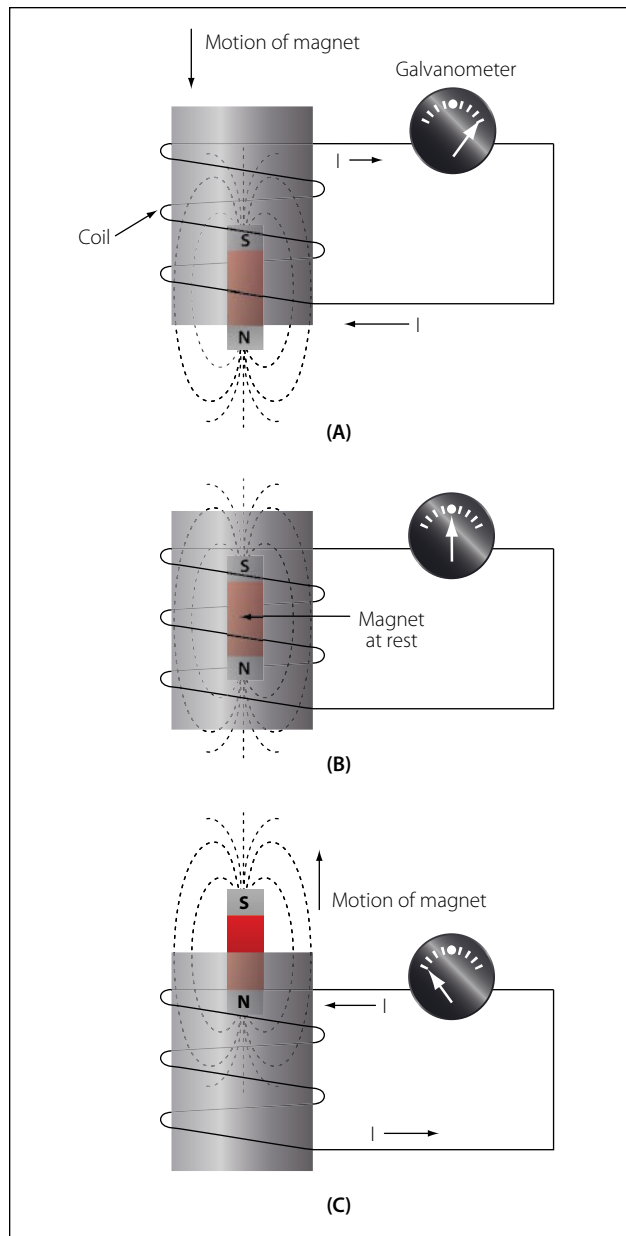 Motion of magnet
Galvanometer
I
Coil
S
N
I
(A)
S
Magnet
at rest
N
(B)
S
Motion of magnet
N
I
I
(C)